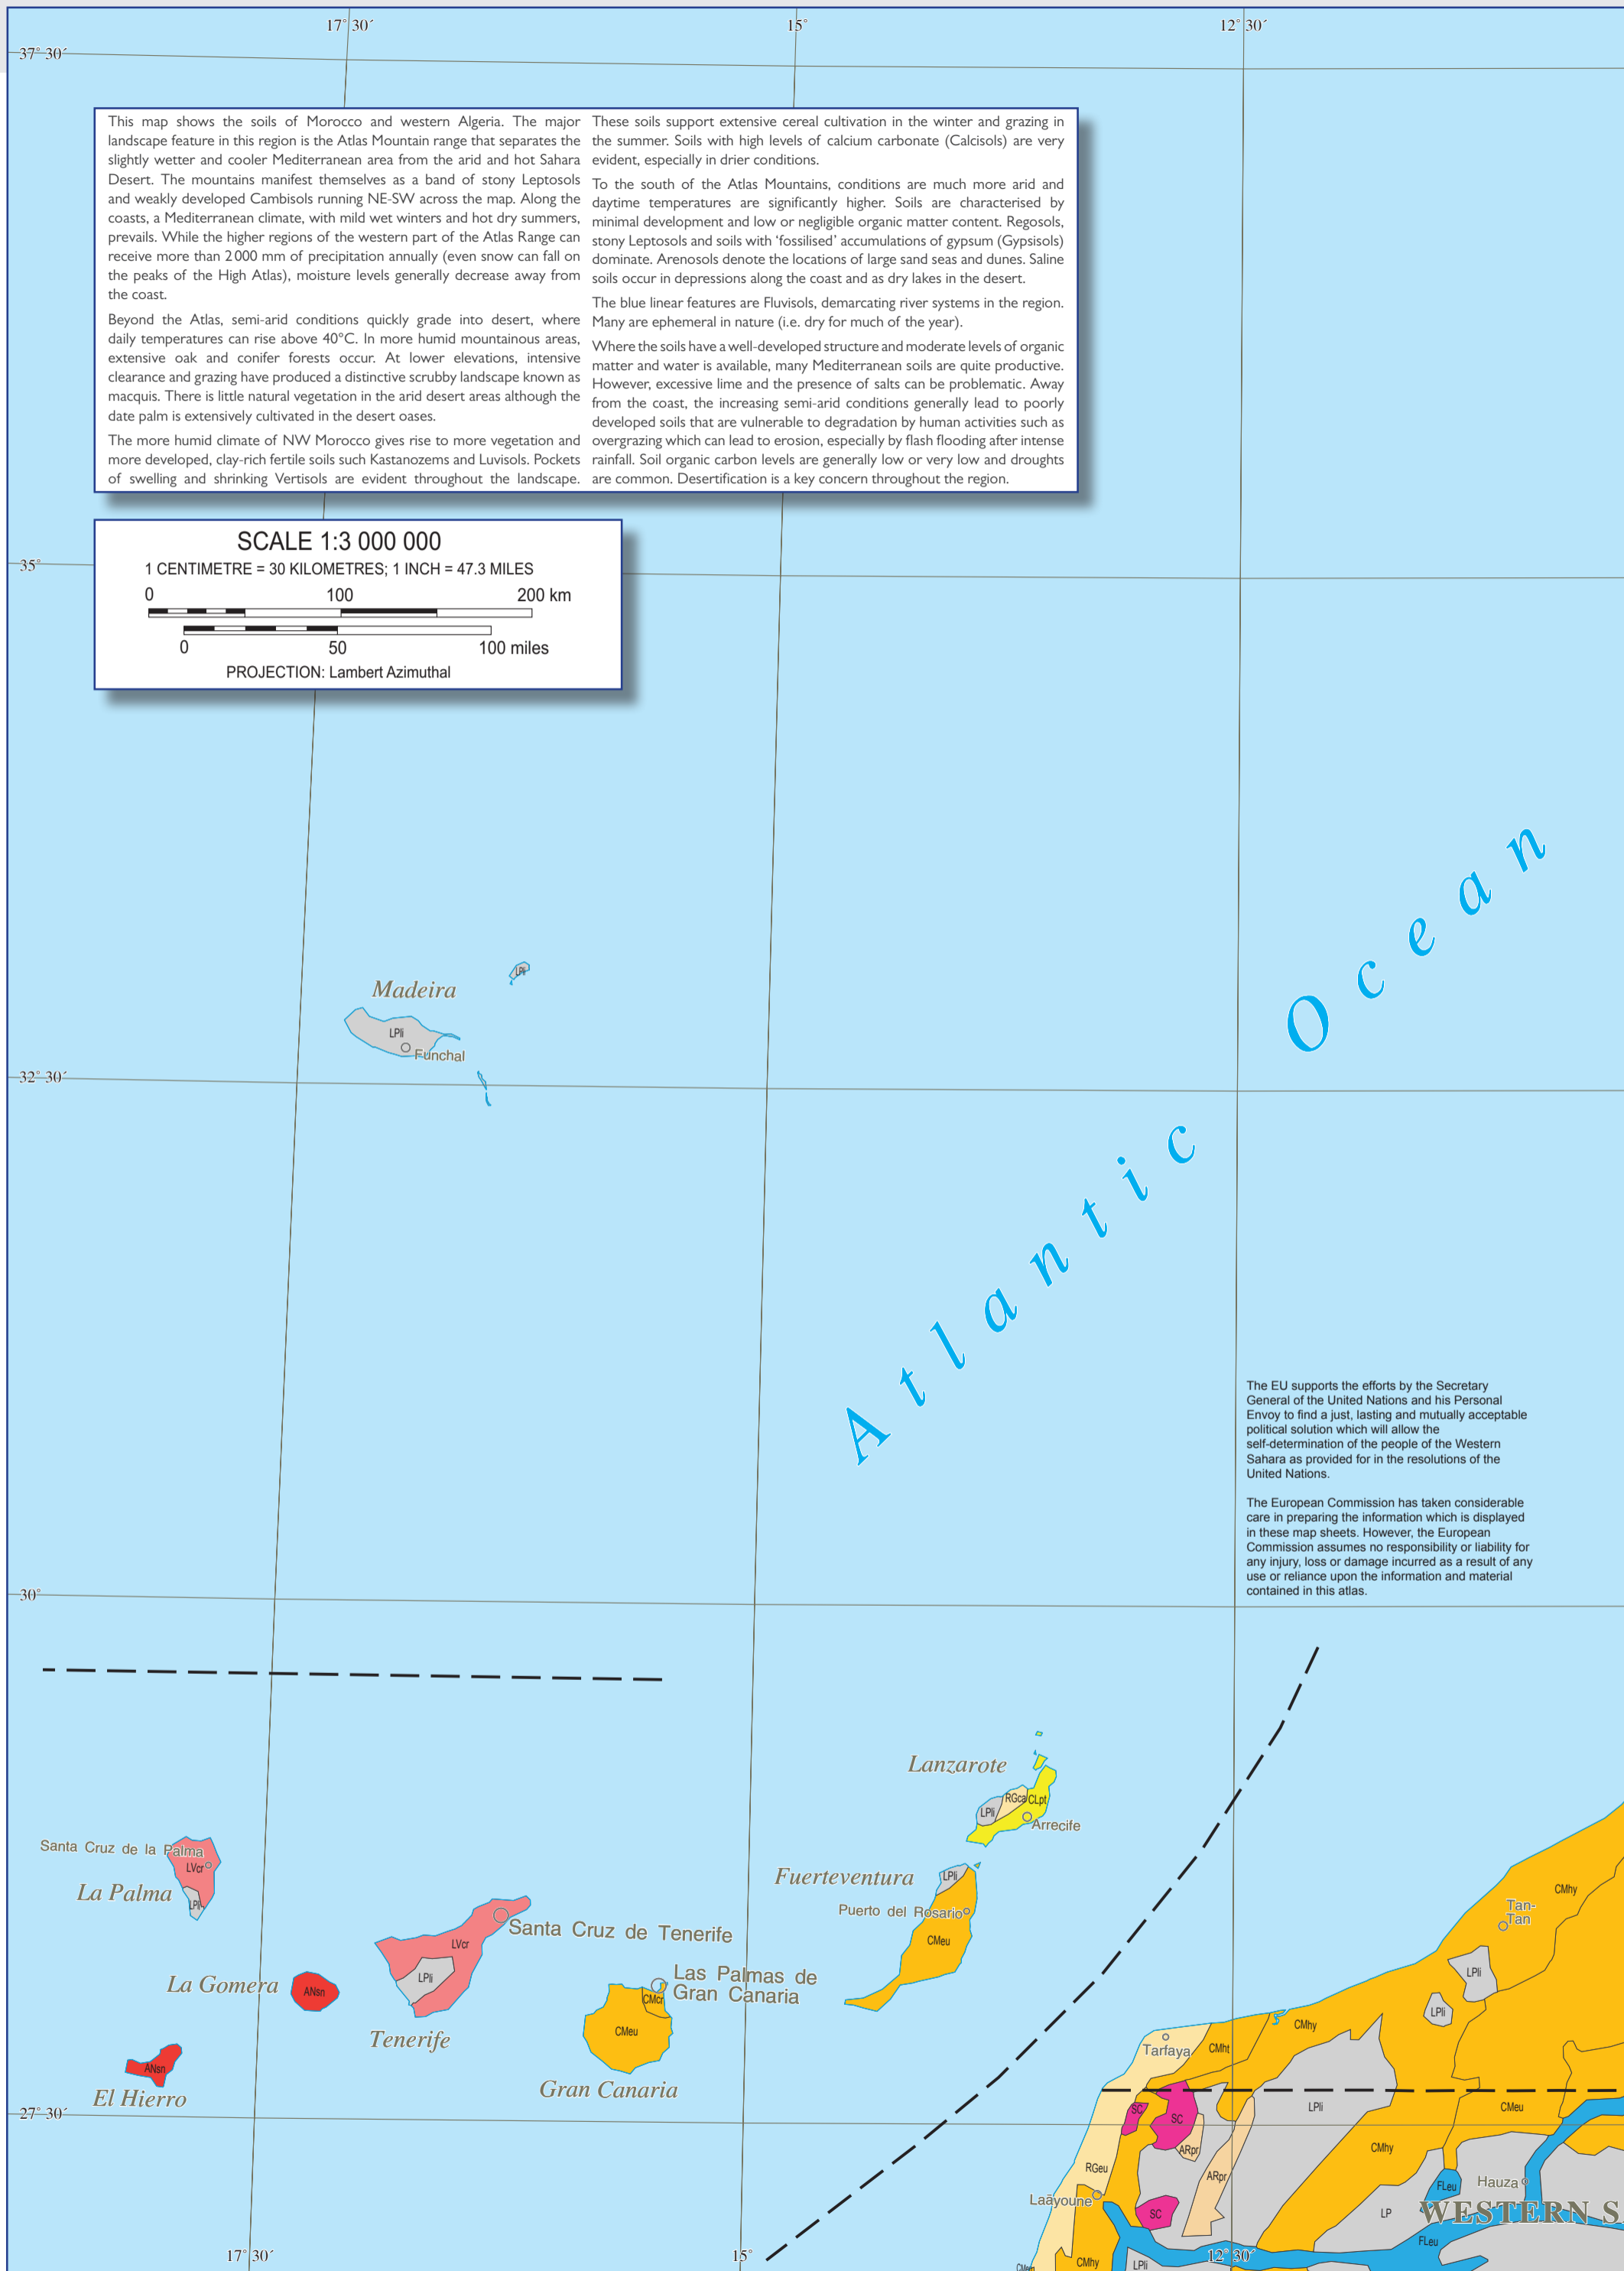 17° 30´
15°
12° 30´
37° 30´
This map shows the soils of Morocco and western Algeria. The major
landscape feature in this region is the Atlas Mountain range that separates the
slightly wetter and cooler Mediterranean area from the arid and hot Sahara
Desert. The mountains manifest themselves as a band of stony Leptosols
and weakly developed Cambisols running NE-SW across the map. Along the
coasts, a Mediterranean climate, with mild wet winters and hot dry summers,
prevails. While the higher regions of the western part of the Atlas Range can
receive more than 2 000 mm of precipitation annually (even snow can fall on
the peaks of the High Atlas), moisture levels generally decrease away from
the coast.
Beyond the Atlas, semi-arid conditions quickly grade into desert, where
daily temperatures can rise above 40°C. In more humid mountainous areas,
extensive oak and conifer forests occur. At lower elevations, intensive
clearance and grazing have produced a distinctive scrubby landscape known as
macquis. There is little natural vegetation in the arid desert areas although the
date palm is extensively cultivated in the desert oases.
The more humid climate of NW Morocco gives rise to more vegetation and
more developed, clay-rich fertile soils such Kastanozems and Luvisols. Pockets
of swelling and shrinking Vertisols are evident throughout the landscape.
These soils support extensive cereal cultivation in the winter and grazing in
the summer. Soils with high levels of calcium carbonate (Calcisols) are very
evident, especially in drier conditions.
To the south of the Atlas Mountains, conditions are much more arid and
daytime temperatures are significantly higher. Soils are characterised by
minimal development and low or negligible organic matter content. Regosols,
stony Leptosols and soils with ‘fossilised’ accumulations of gypsum (Gypsisols)
dominate. Arenosols denote the locations of large sand seas and dunes. Saline
soils occur in depressions along the coast and as dry lakes in the desert.
The blue linear features are Fluvisols, demarcating river systems in the region.
Many are ephemeral in nature (i.e. dry for much of the year).
Where the soils have a well-developed structure and moderate levels of organic
matter and water is available, many Mediterranean soils are quite productive.
However, excessive lime and the presence of salts can be problematic. Away
from the coast, the increasing semi-arid conditions generally lead to poorly
developed soils that are vulnerable to degradation by human activities such as
overgrazing which can lead to erosion, especially by flash flooding after intense
rainfall. Soil organic carbon levels are generally low or very low and droughts
are common. Desertification is a key concern throughout the region.
SCALE 1:3 000 000
1 CENTIMETRE = 30 KILOMETRES; 1 INCH = 47.3 MILES
0 100 200 km
0 50 100 miles
PROJECTION: Lambert Azimuthal
35°
Atlantic Ocean
LPli
Madeira
LPli
Funchal
32° 30´
The EU supports the efforts by the Secretary
General of the United Nations and his Personal
Envoy to find a just, lasting and mutually acceptable
political solution which will allow the
self-determination of the people of the Western
Sahara as provided for in the resolutions of the
United Nations.
The European Commission has taken considerable
care in preparing the information which is displayed
in these map sheets. However, the European
Commission assumes no responsibility or liability for
any injury, loss or damage incurred as a result of any
use or reliance upon the information and material
contained in this atlas.
30°
Lanzarote
LPli
RGca
CLpt
Arrecife
Santa Cruz de la Palma
LVcr
La Palma
LPli
Fuerteventura
LPli
Puerto del Rosario
CMeu
Santa Cruz de Tenerife
LVcr
LPli
Tenerife
La Gomera
ANsn
Las Palmas de
Gran Canaria
CMcr
CMeu
Gran Canaria
ANsn
El Hierro
CMhy
Tan-
Tan
LPli
LPli
CMhy
CMht
Tarfaya
27° 30´
SC
SC
LPli
CMeu
ARpr
CMhy
RGeu
ARpr
FLeu
Hauza
Laâyoune
SC
LP
WESTERN S
FLeu
CMhy
LPli
17° 30´
15°
12° 30´